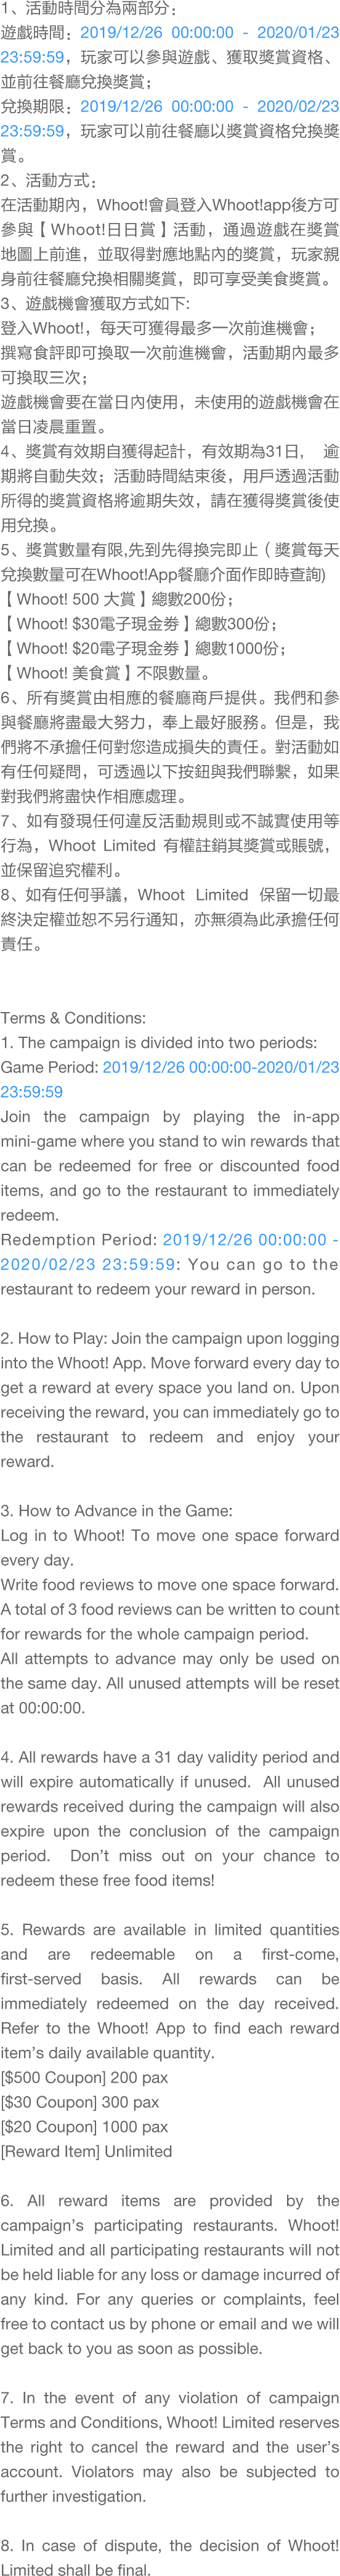 1、活動時間分為兩部分：
遊戲時間：2019/12/26 00:00:00 - 2020/01/23
23:59:59，玩家可以參與遊戲、獲取獎賞資格、
並前往餐廳兌換獎賞；
兌換期限：2019/12/26 00:00:00 - 2020/02/23
23:59:59，玩家可以前往餐廳以獎賞資格兌換獎
賞。
2、活動方式：
在活動期內，Whoot!會員登入Whoot!app後方可
參與【Whoot!日日賞】活動，通過遊戲在獎賞
地圖上前進，並取得對應地點內的獎賞，玩家親
身前往餐廳兌換相關獎賞，即可享受美食獎賞。
3、遊戲機會獲取方式如下:
登入Whoot!，每天可獲得最多一次前進機會；
撰寫食評即可換取一次前進機會，活動期內最多
可換取三次；
遊戲機會要在當日內使用，未使用的遊戲機會在
當日凌晨重置。
4、獎賞有效期自獲得起計，有效期為31日， 逾
期將自動失效；活動時間結束後，用戶透過活動
所得的獎賞資格將逾期失效，請在獲得獎賞後使
用兌換。
5、獎賞數量有限,先到先得換完即止（獎賞每天
兌換數量可在Whoot!App餐廳介面作即時查詢)
【Whoot! 500 大賞】總數200份；
【Whoot! $30電子現金券】總數300份；
【Whoot! $20電子現金券】總數1000份；
【Whoot! 美食賞】不限數量。
6、所有獎賞由相應的餐廳商戶提供。我們和參
與餐廳將盡最大努力，奉上最好服務。但是，我
們將不承擔任何對您造成損失的責任。對活動如
有任何疑問，可透過以下按鈕與我們聯繫，如果
對我們將盡快作相應處理。
7、如有發現任何違反活動規則或不誠實使用等
行為，Whoot Limited 有權註銷其獎賞或賬號，
並保留追究權利。
8、如有任何爭議，Whoot Limited 保留一切最
終決定權並恕不另行通知，亦無須為此承擔任何
責任。
Terms & Conditions:
1. The campaign is divided into two periods:
Game Period: 2019/12/26 00:00:00-2020/01/23
23:59:59
Join the campaign by playing the in-app
mini-game where you stand to win rewards that
can be redeemed for free or discounted food
items, and go to the restaurant to immediately
redeem.
Redemption Period: 2019/12/26 00:00:00 -
2020/02/23 23:59:59: You can go to the
restaurant to redeem your reward in person.
2. How to Play: Join the campaign upon logging
into the Whoot! App. Move forward every day to
get a reward at every space you land on. Upon
receiving the reward, you can immediately go to
the restaurant to redeem and enjoy your
reward.
3. How to Advance in the Game:
Log in to Whoot! To move one space forward
every day.
Write food reviews to move one space forward.
A total of 3 food reviews can be written to count
for rewards for the whole campaign period.
All attempts to advance may only be used on
the same day. All unused attempts will be reset
at 00:00:00.
4. All rewards have a 31 day validity period and
will expire automatically if unused. All unused
rewards received during the campaign will also
expire upon the conclusion of the campaign
period. Don’t miss out on your chance to
redeem these free food items!
5. Rewards are available in limited quantities
and are redeemable on a first-come,
first-served basis. All rewards can be
immediately redeemed on the day received.
Refer to the Whoot! App to find each reward
item’s daily available quantity.
[$500 Coupon] 200 pax
[$30 Coupon] 300 pax
[$20 Coupon] 1000 pax
[Reward Item] Unlimited
6. All reward items are provided by the
campaign’s participating restaurants. Whoot!
Limited and all participating restaurants will not
be held liable for any loss or damage incurred of
any kind. For any queries or complaints, feel
free to contact us by phone or email and we will
get back to you as soon as possible.
7. In the event of any violation of campaign
Terms and Conditions, Whoot! Limited reserves
the right to cancel the reward and the user’s
account. Violators may also be subjected to
further investigation.
8. In case of dispute, the decision of Whoot!
Limited shall be final.